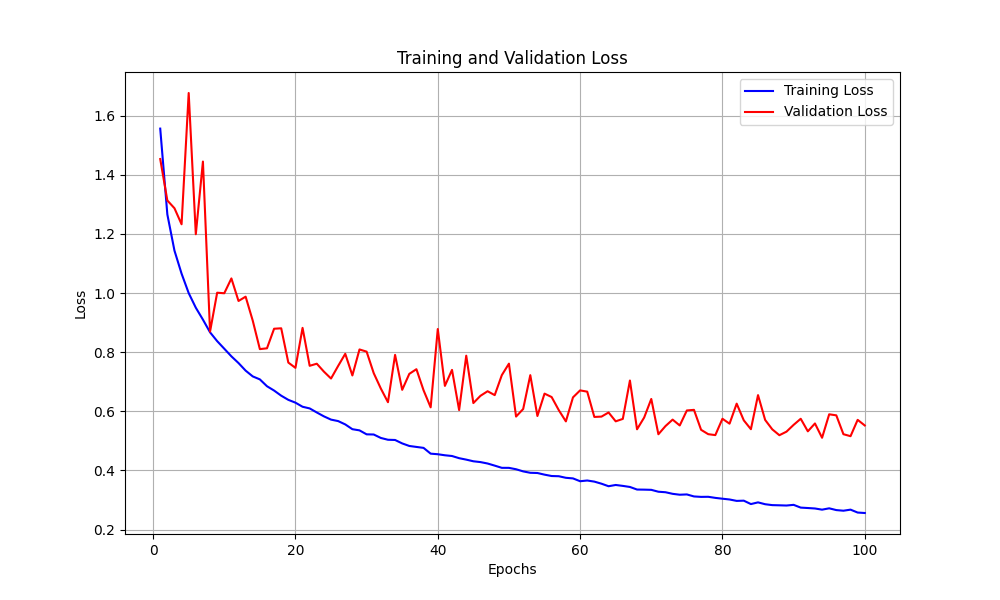 Training and Validation Loss
Training Loss
Validation Loss
1.6
1.4
1.2
1.0
0.8
0.6
0.4
0.2
Loss
0 20 40 60 80 100
Epochs